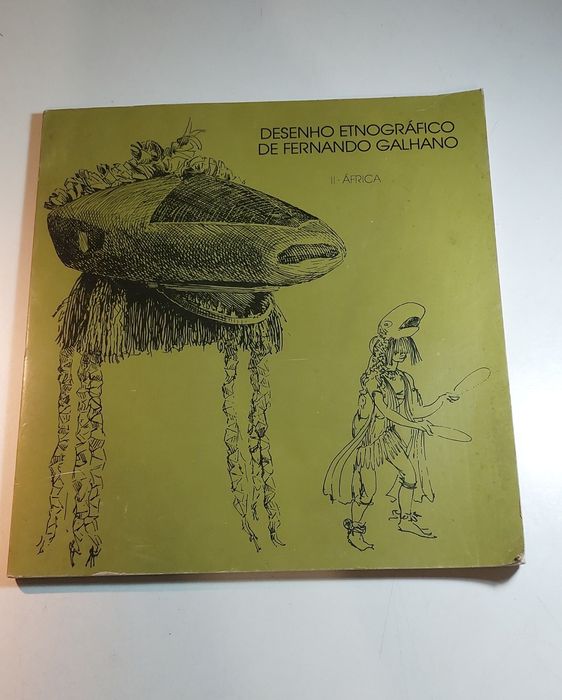 DESENHO ETNOGRÁFICO
DE FERNANDO GALHANO
II - ÁFRICA